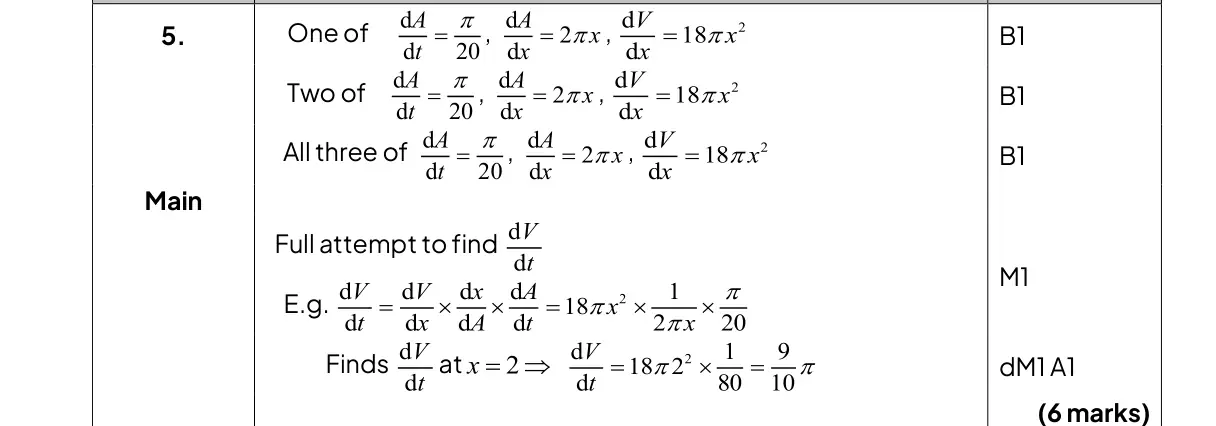 5. One of dA/dt = π/20, dA/dx = 2πx, dV/dx = 18πx² B1
Two of dA/dt = π/20, dA/dx = 2πx, dV/dx = 18πx² B1
All three of dA/dt = π/20, dA/dx = 2πx, dV/dx = 18πx² B1
Main
Full attempt to find dV/dt
M1
E.g. dV/dt = dV/dx × dx/dA × dA/dt = 18πx² × 1/2πx × π/20
Finds dV/dt at x = 2 ⇒ dV/dt = 18π2² × 1/80 = 9/10 π dM1 A1
(6 marks)